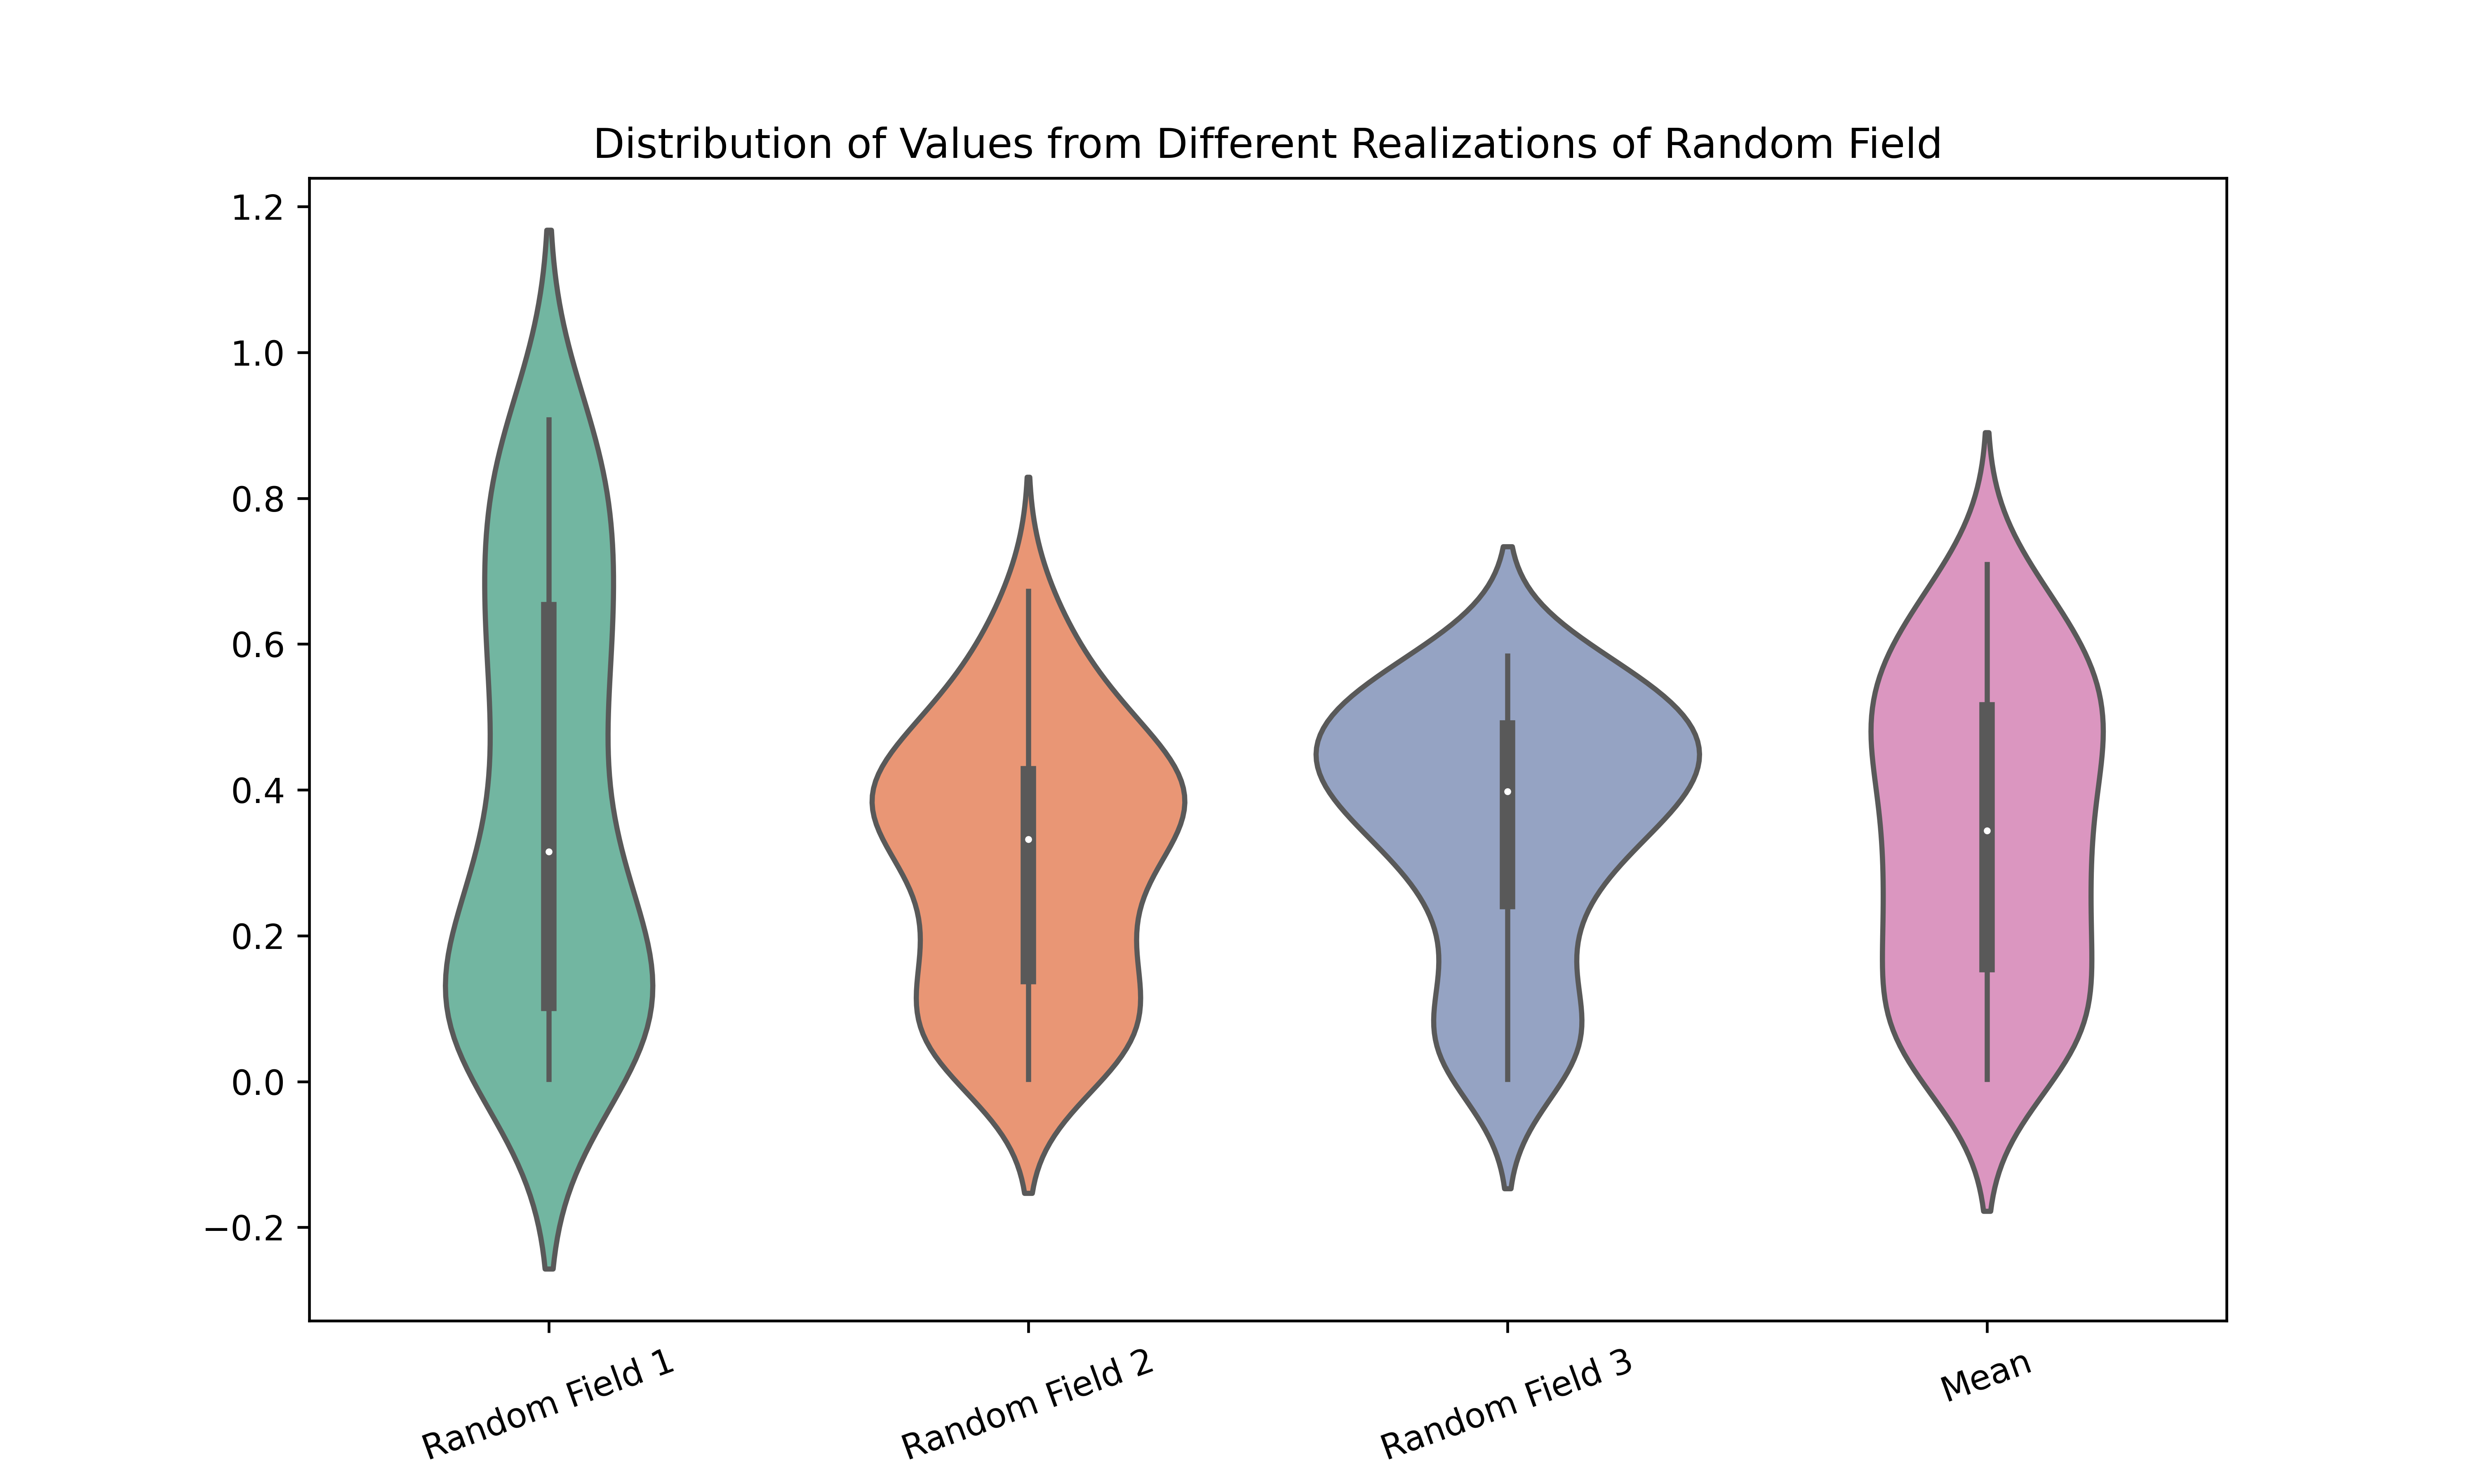 Distribution of Values from Different Realizations of Random Field
1.2
1.0
0.8
0.6
0.4
0.2
0.0
−0.2
Random Field 1
Random Field 2
Random Field 3
Mean